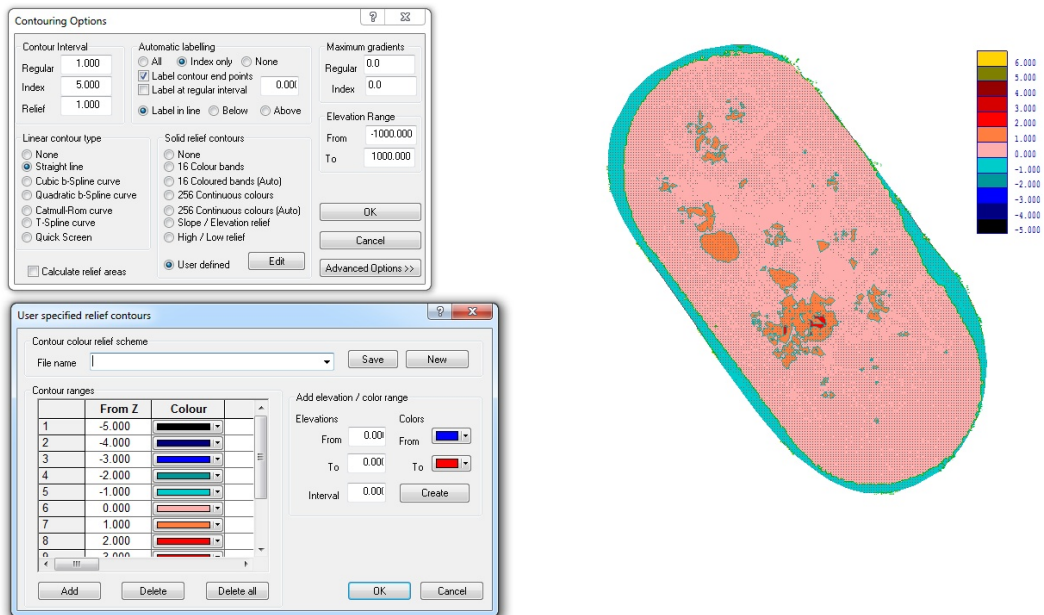 Contouring Options
Contour Interval
Regular 1.000
Index 5.000
Relief 1.000
Automatic labelling
All Index only None
Label contour end points
Label at regular interval 0.00(
Label in line Below Above
Maximum gradients
Regular 0.0
Index 0.0
Elevation Range
From -1000.000
To 1000.000
Linear contour type
None
Straight line
Cubic b-Spline curve
Quadratic b-Spline curve
Catmull-Rom curve
T-Spline curve
Quick Screen
Calculate relief areas
Solid relief contours
None
16 Colour bands
16 Coloured bands (Auto)
256 Continuous colours
256 Continuous colours (Auto)
Slope / Elevation relief
High / Low relief
User defined Edit
OK
Cancel
Advanced Options >>
User specified relief contours
Contour colour relief scheme
File name Save New
Contour ranges
From Z Colour
1 -5.000
2 -4.000
3 -3.000
4 -2.000
5 -1.000
6 0.000
7 1.000
8 2.000
9 3.000
Add Delete Delete all
Add elevation / color range
Elevations Colors
From 0.00( From
To 0.00( To
Interval 0.00( Create
OK Cancel
6.000
5.000
4.000
3.000
2.000
1.000
0.000
-1.000
-2.000
-3.000
-4.000
-5.000